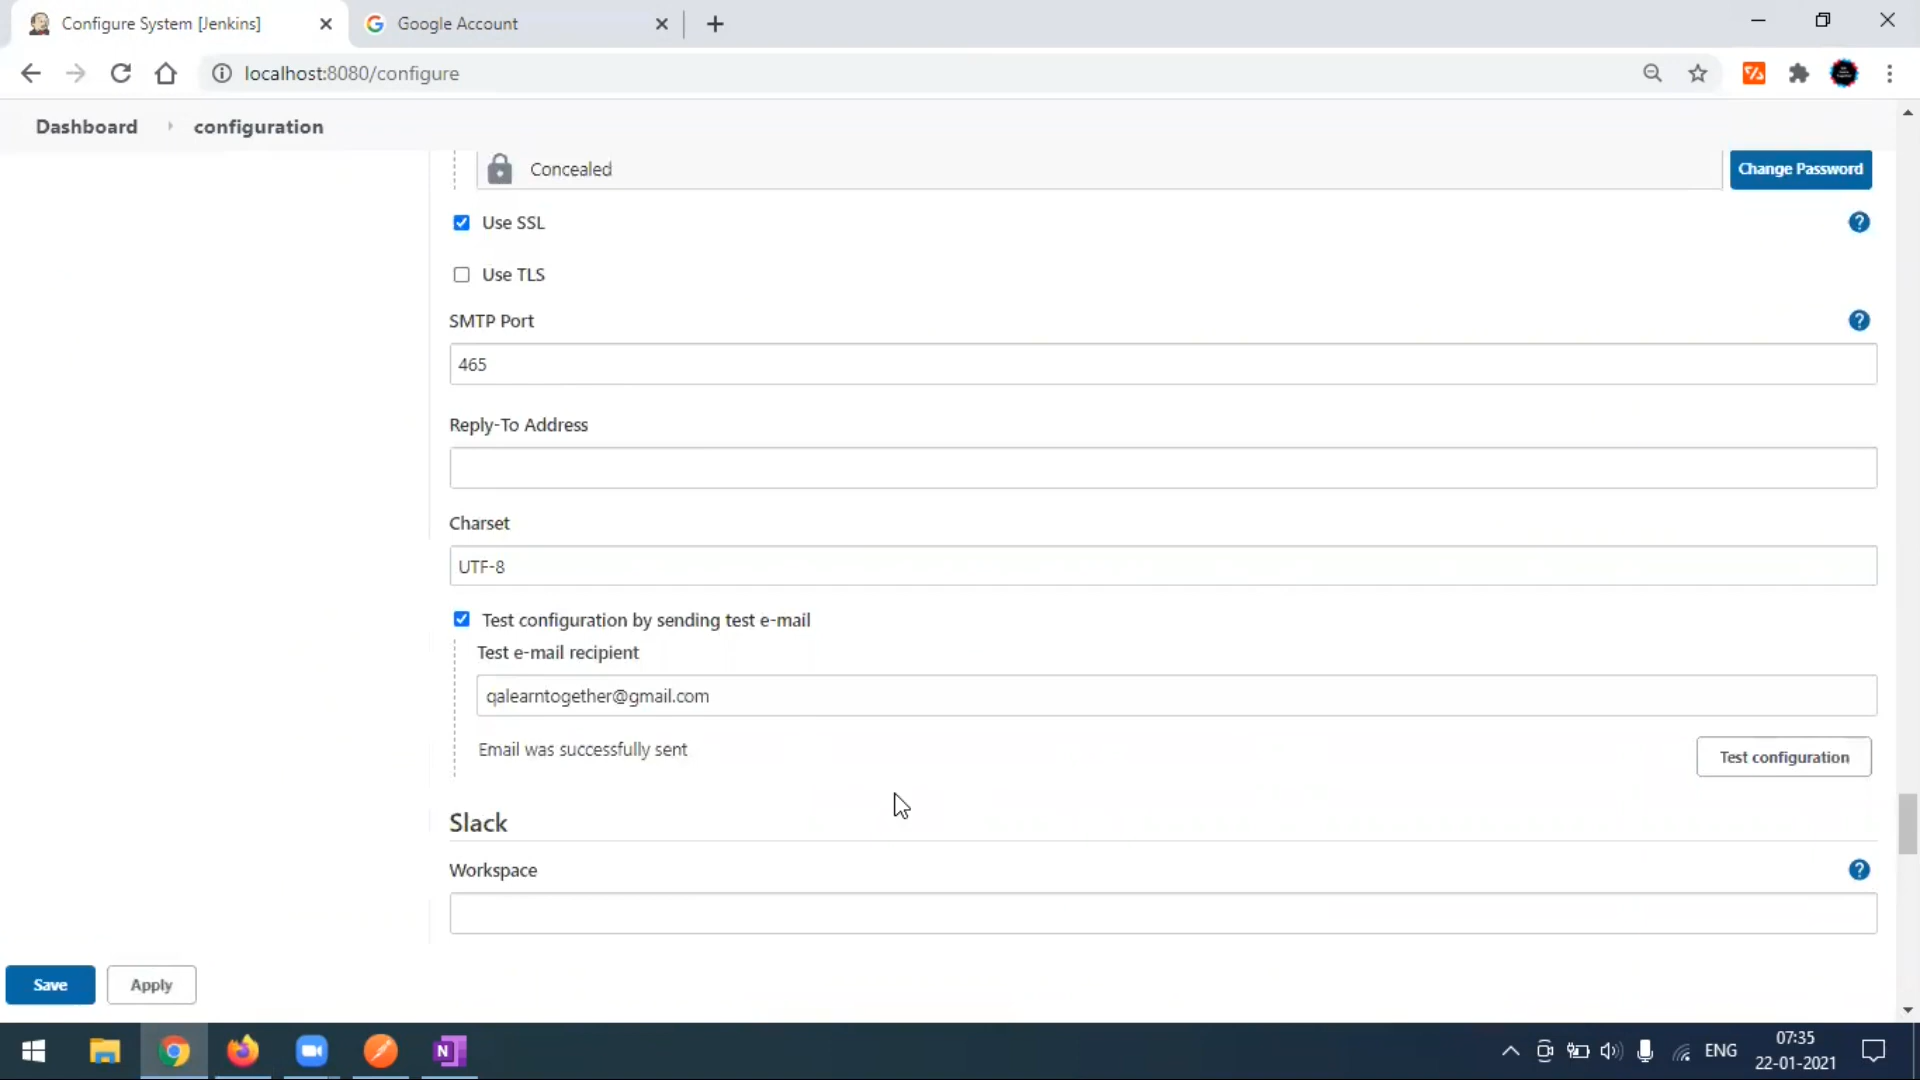 Configure System [Jenkins]
Google Account
localhost:8080/configure
Dashboard
configuration
Concealed
Change Password
Use SSL
Use TLS
SMTP Port
465
Reply-To Address
Charset
UTF-8
Test configuration by sending test e-mail
Test e-mail recipient
qalearntogether@gmail.com
Email was successfully sent
Test configuration
Slack
Workspace
Save
Apply
N
ENG
07:35
22-01-2021